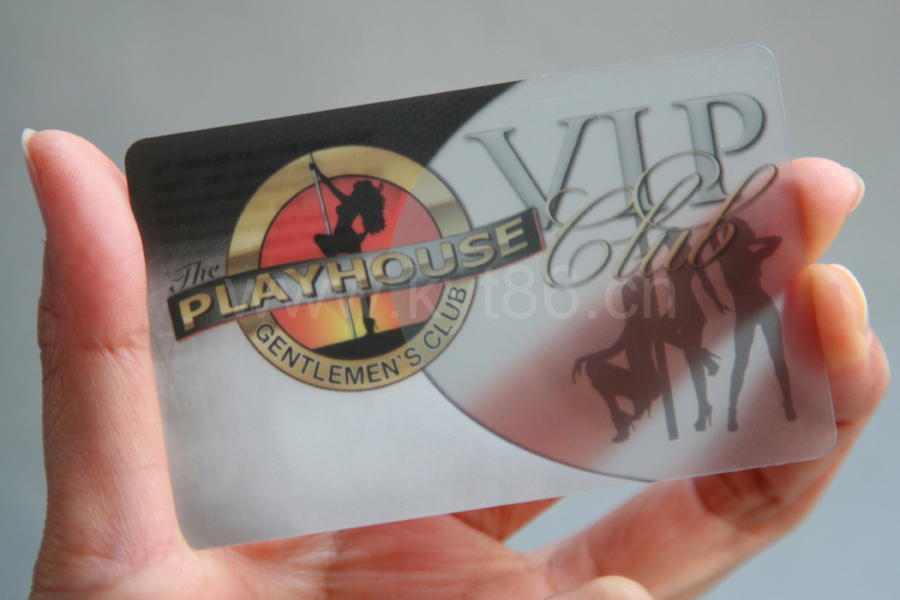 VIP
Club
The
PLAYHOUSE
GENTLEMEN'S CLUB